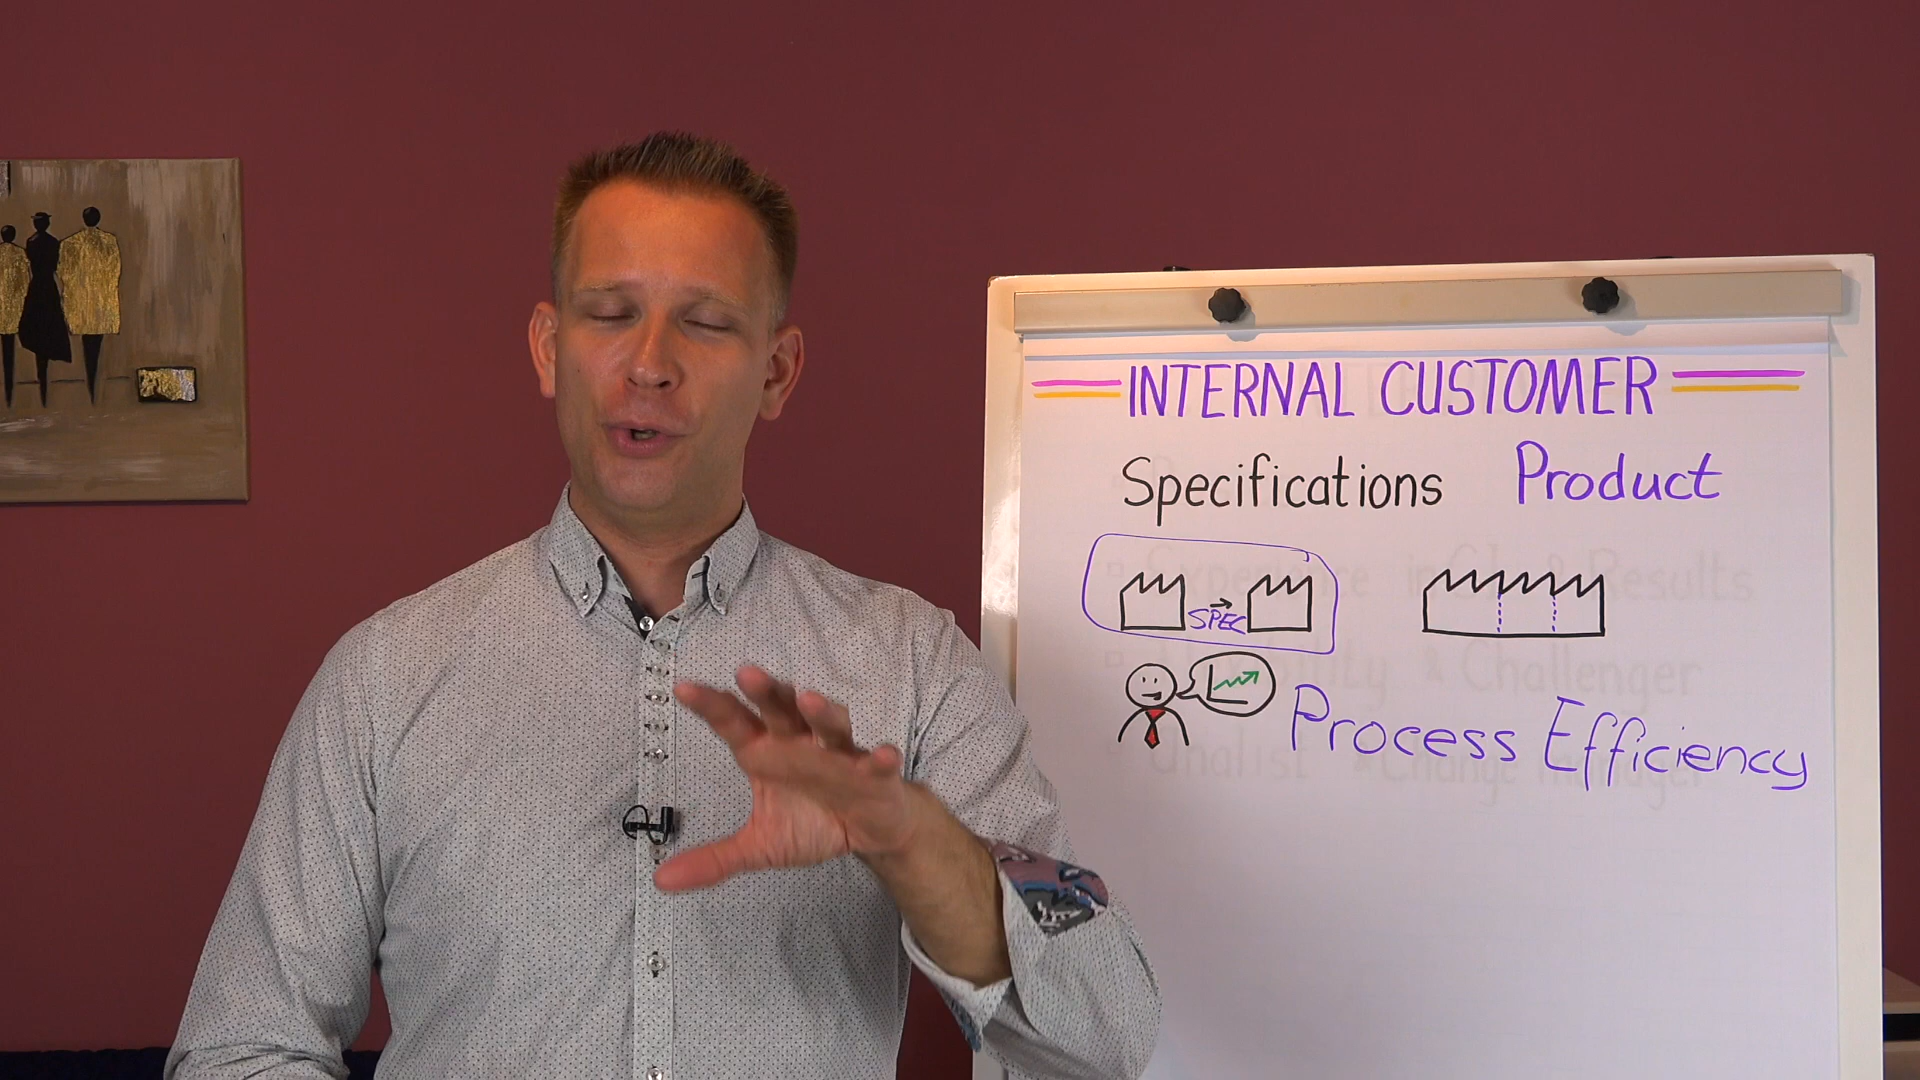 INTERNAL CUSTOMER
Specifications Product
SPEC
Process Efficiency